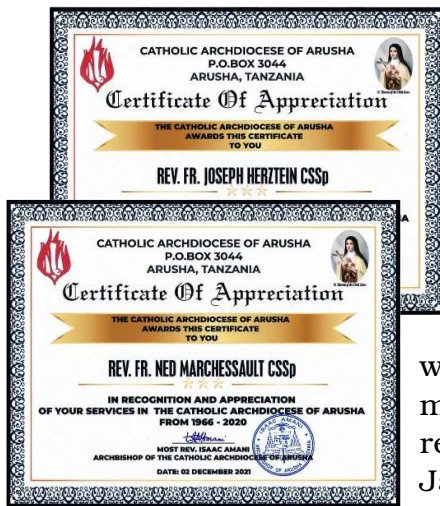 CATHOLIC ARCHDIOCESE OF ARUSHA
P.O.BOX 3044
ARUSHA, TANZANIA
Certificate Of Appreciation
THE CATHOLIC ARCHDIOCESE OF ARUSHA
AWARDS THIS CERTIFICATE
TO YOU
REV. FR. JOSEPH HERZTEIN CSSp
CATHOLIC ARCHDIOCESE OF ARUSHA
P.O.BOX 3044
ARUSHA, TANZANIA
Certificate Of Appreciation
THE CATHOLIC ARCHDIOCESE OF ARUSHA
AWARDS THIS CERTIFICATE
TO YOU
REV. FR. NED MARCHESSAULT CSSp
IN RECOGNITION AND APPRECIATION
OF YOUR SERVICES IN THE CATHOLIC ARCHDIOCESE OF ARUSHA
FROM 1966 - 2020
MOST REV. ISAAC AMANI
ARCHBISHOP OF THE CATHOLIC ARCHDIOCESE OF ARUSHA
DATE: 02 DECEMBER 2021
w
m
re
Ja